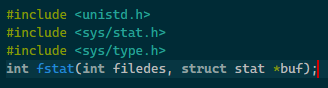 #include <unistd.h>
#include <sys/stat.h>
#include <sys/type.h>
int fstat(int filedes, struct stat *buf);